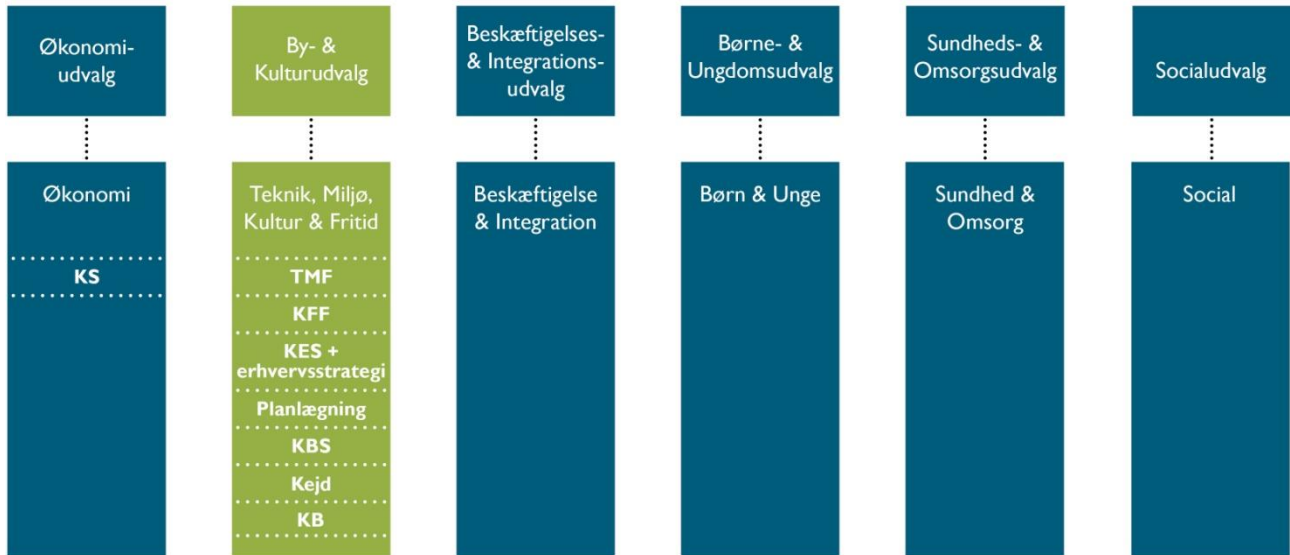 Økonomi-
udvalg
By- &
Kulturudvalg
Beskæftigelses-
& Integrations-
udvalg
Børne- &
Ungdomsudvalg
Sundheds- &
Omsorgsudvalg
Socialudvalg
Økonomi
KS
Teknik, Miljø,
Kultur & Fritid
TMF
KFF
KES +
erhvervsstrategi
Planlægning
KBS
Kejd
KB
Beskæftigelse
& Integration
Børn & Unge
Sundhed &
Omsorg
Social